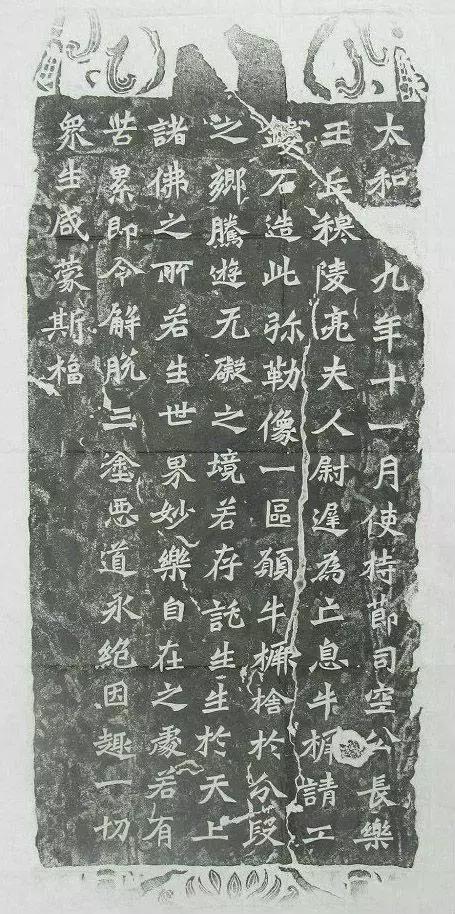 太和九年十一月使持節司空公長樂
王丘穆陵亮夫人尉遲為亡息牛橛請工
鏤石造此弥勒像一區願牛橛捨於分段
之鄉騰遊无礙之境若存託生生於天上
諸佛之所若生世界妙樂自在之處若有
苦累即令解脫三塗惡道永絕因趣一切
衆生咸蒙斯福